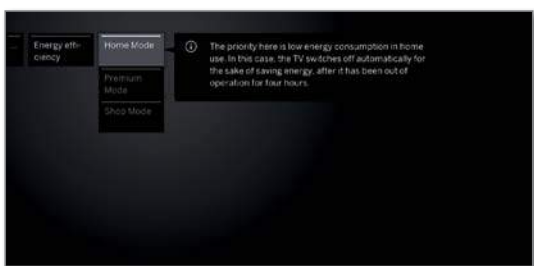 ...
Energy effi-
ciency
Home Mode
The priority here is low energy consumption in home
use. In this case, the TV switches off automatically for
the sake of saving energy, after it has been out of
operation for four hours.
Premium
Mode
Shop Mode